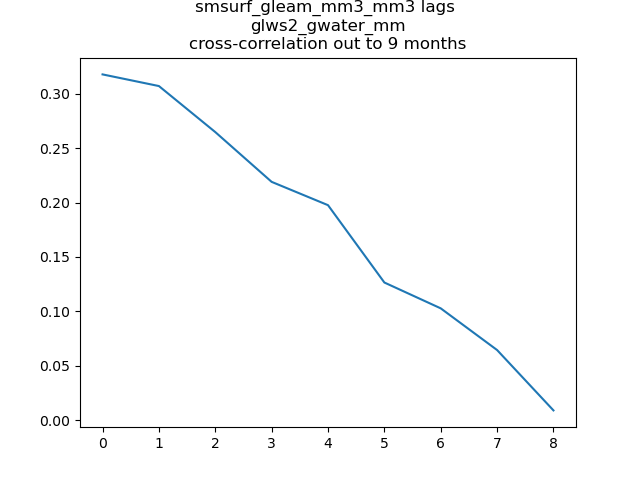 smsurf_gleam_mm3_mm3 lags
glws2_gwater_mm
cross-correlation out to 9 months
0.30
0.25
0.20
0.15
0.10
0.05
0.00
0 1 2 3 4 5 6 7 8